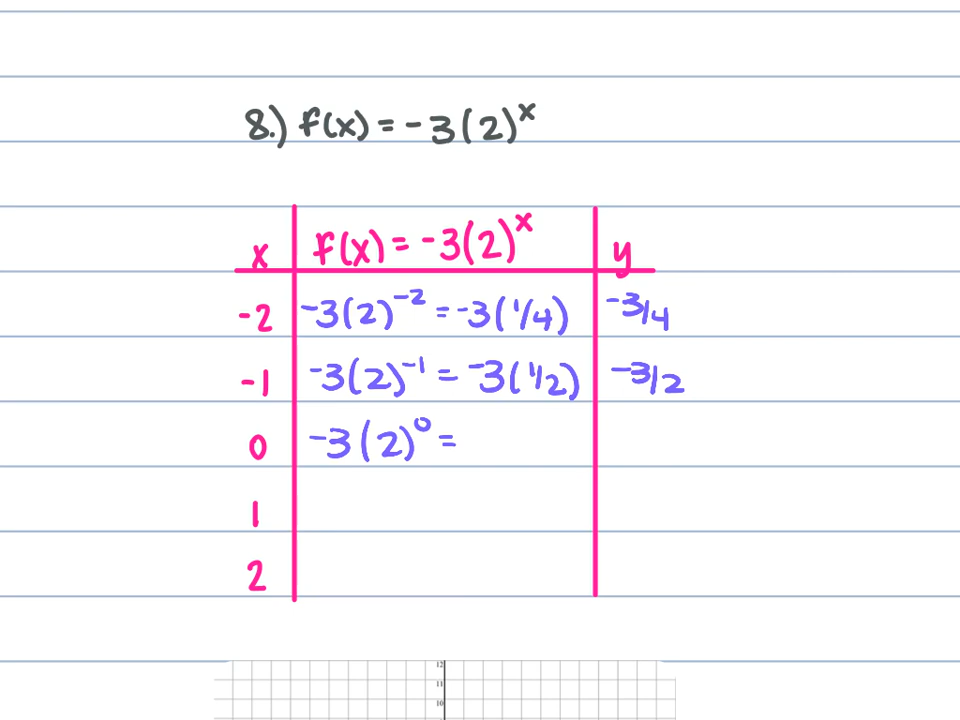 8.) f(x) = -3(2)^x
x f(x) = -3(2)^x y
-2 -3(2)^-2 = -3(1/4) -3/4
-1 -3(2)^-1 = -3(1/2) -3/2
0 -3(2)^0 =
1
2
12
11
10